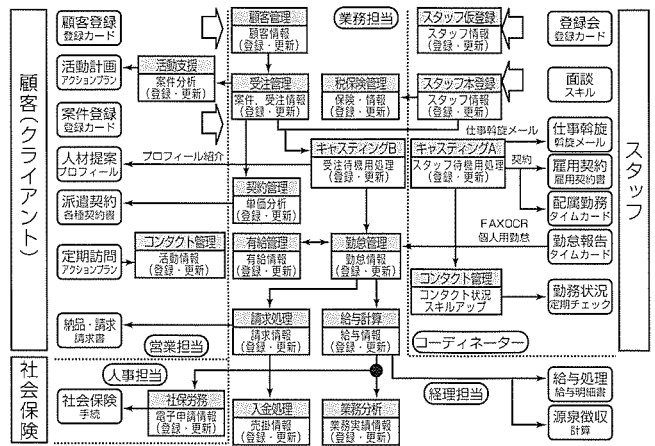 顧客(クライアント)
社会保険
スタッフ
業務担当
営業担当
人事担当
経理担当
コーディネーター
顧客登録
登録カード
活動計画
アクションプラン
案件登録
登録カード
人材提案
プロフィール
派遣契約
各種契約書
定期訪問
アクションプラン
納品・請求
請求書
社会保険
手続
顧客管理
顧客情報
(登録・更新)
活動支援
案件分析
(登録・更新)
受注管理
案件、受注情報
(登録・更新)
税保険管理
保険・情報
(登録・更新)
スタッフ仮登録
スタッフ情報
(登録・更新)
スタッフ本登録
スタッフ情報
(登録・更新)
キャスティングB
受注待機用処理
(登録・更新)
キャスティングA
スタッフ待機用処理
(登録・更新)
プロフィール紹介
仕事斡旋メール
契約
契約管理
単価分析
(登録・更新)
コンタクト管理
活動情報
(登録・更新)
有給管理
有給情報
(登録・更新)
勤怠管理
勤怠情報
(登録・更新)
FAXOCR
個人用勤怠
コンタクト管理
コンタクト状況
スキルアップ
請求処理
請求情報
(登録・更新)
給与計算
給与情報
(登録・更新)
社保労務
電子申請情報
(登録・更新)
入金処理
売掛情報
(登録・更新)
業務分析
業務実績情報
(登録・更新)
登録会
登録カード
面談
スキル
仕事斡旋
斡旋メール
雇用契約
雇用契約書
配属勤務
タイムカード
勤怠報告
タイムカード
勤務状況
定期チェック
給与処理
給与明細書
源泉徴収
計算